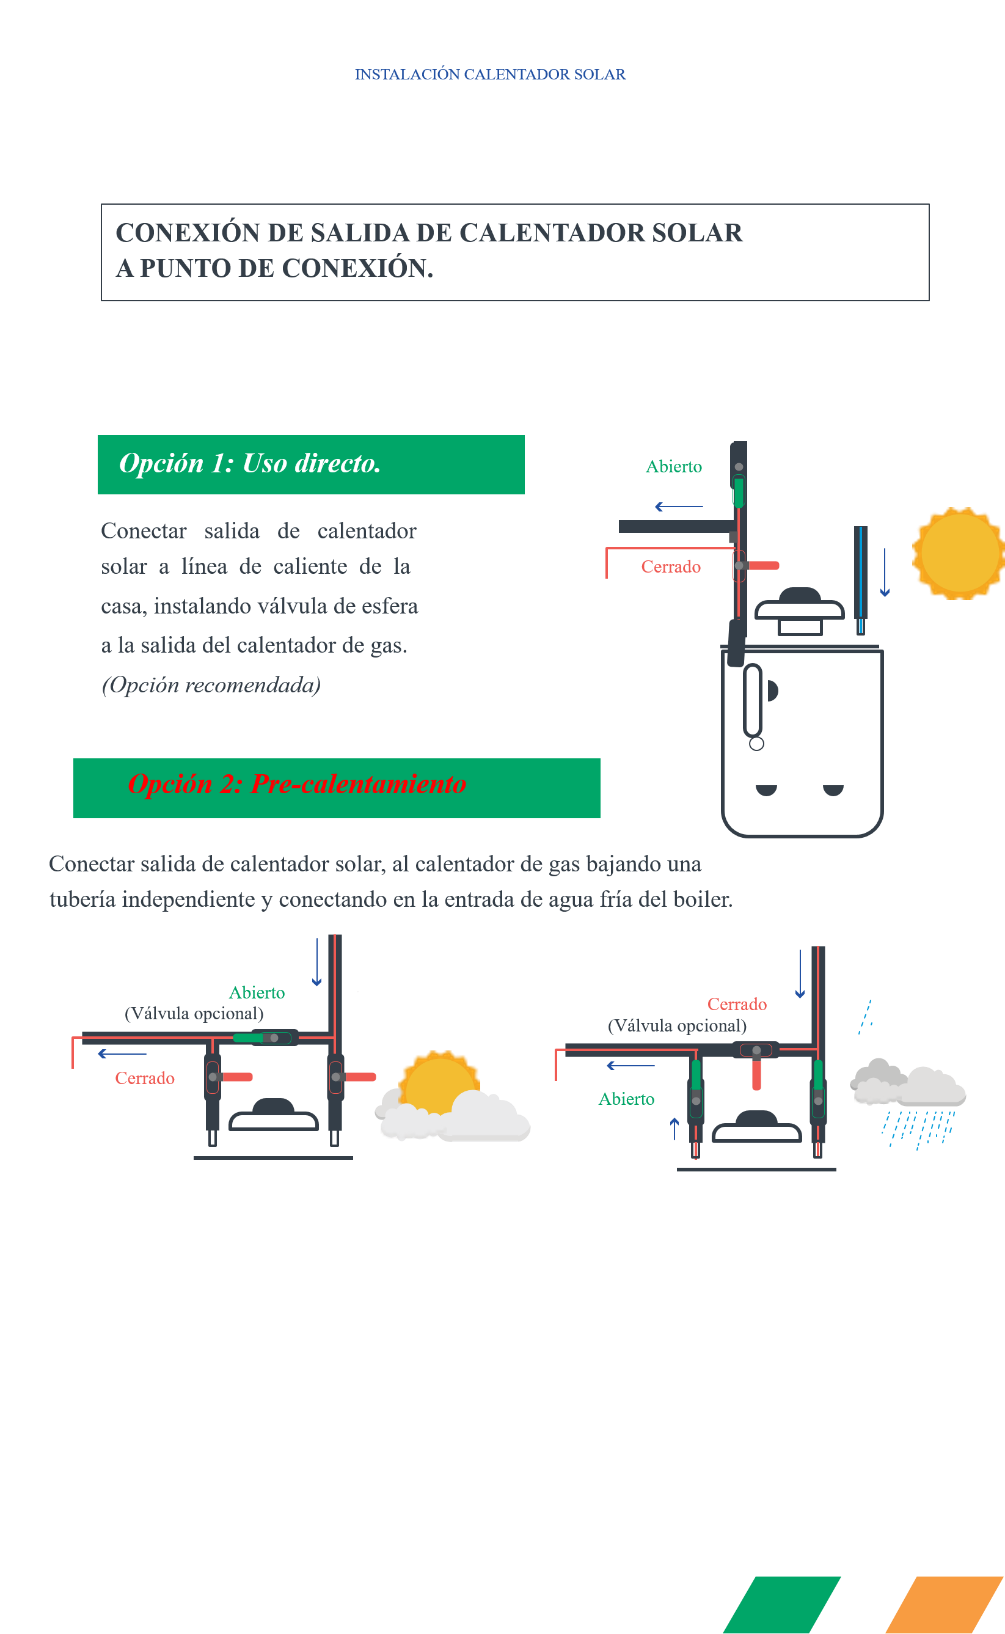 INSTALACIÓN CALENTADOR SOLAR
CONEXIÓN DE SALIDA DE CALENTADOR SOLAR
A PUNTO DE CONEXIÓN.
Opción 1: Uso directo.
Conectar salida de calentador
solar a línea de caliente de la
casa, instalando válvula de esfera
a la salida del calentador de gas.
(Opción recomendada)
Abierto
Cerrado
Opción 2: Pre-calentamiento
Conectar salida de calentador solar, al calentador de gas bajando una
tubería independiente y conectando en la entrada de agua fría del boiler.
Abierto
(Válvula opcional)
Cerrado
Cerrado
(Válvula opcional)
Abierto